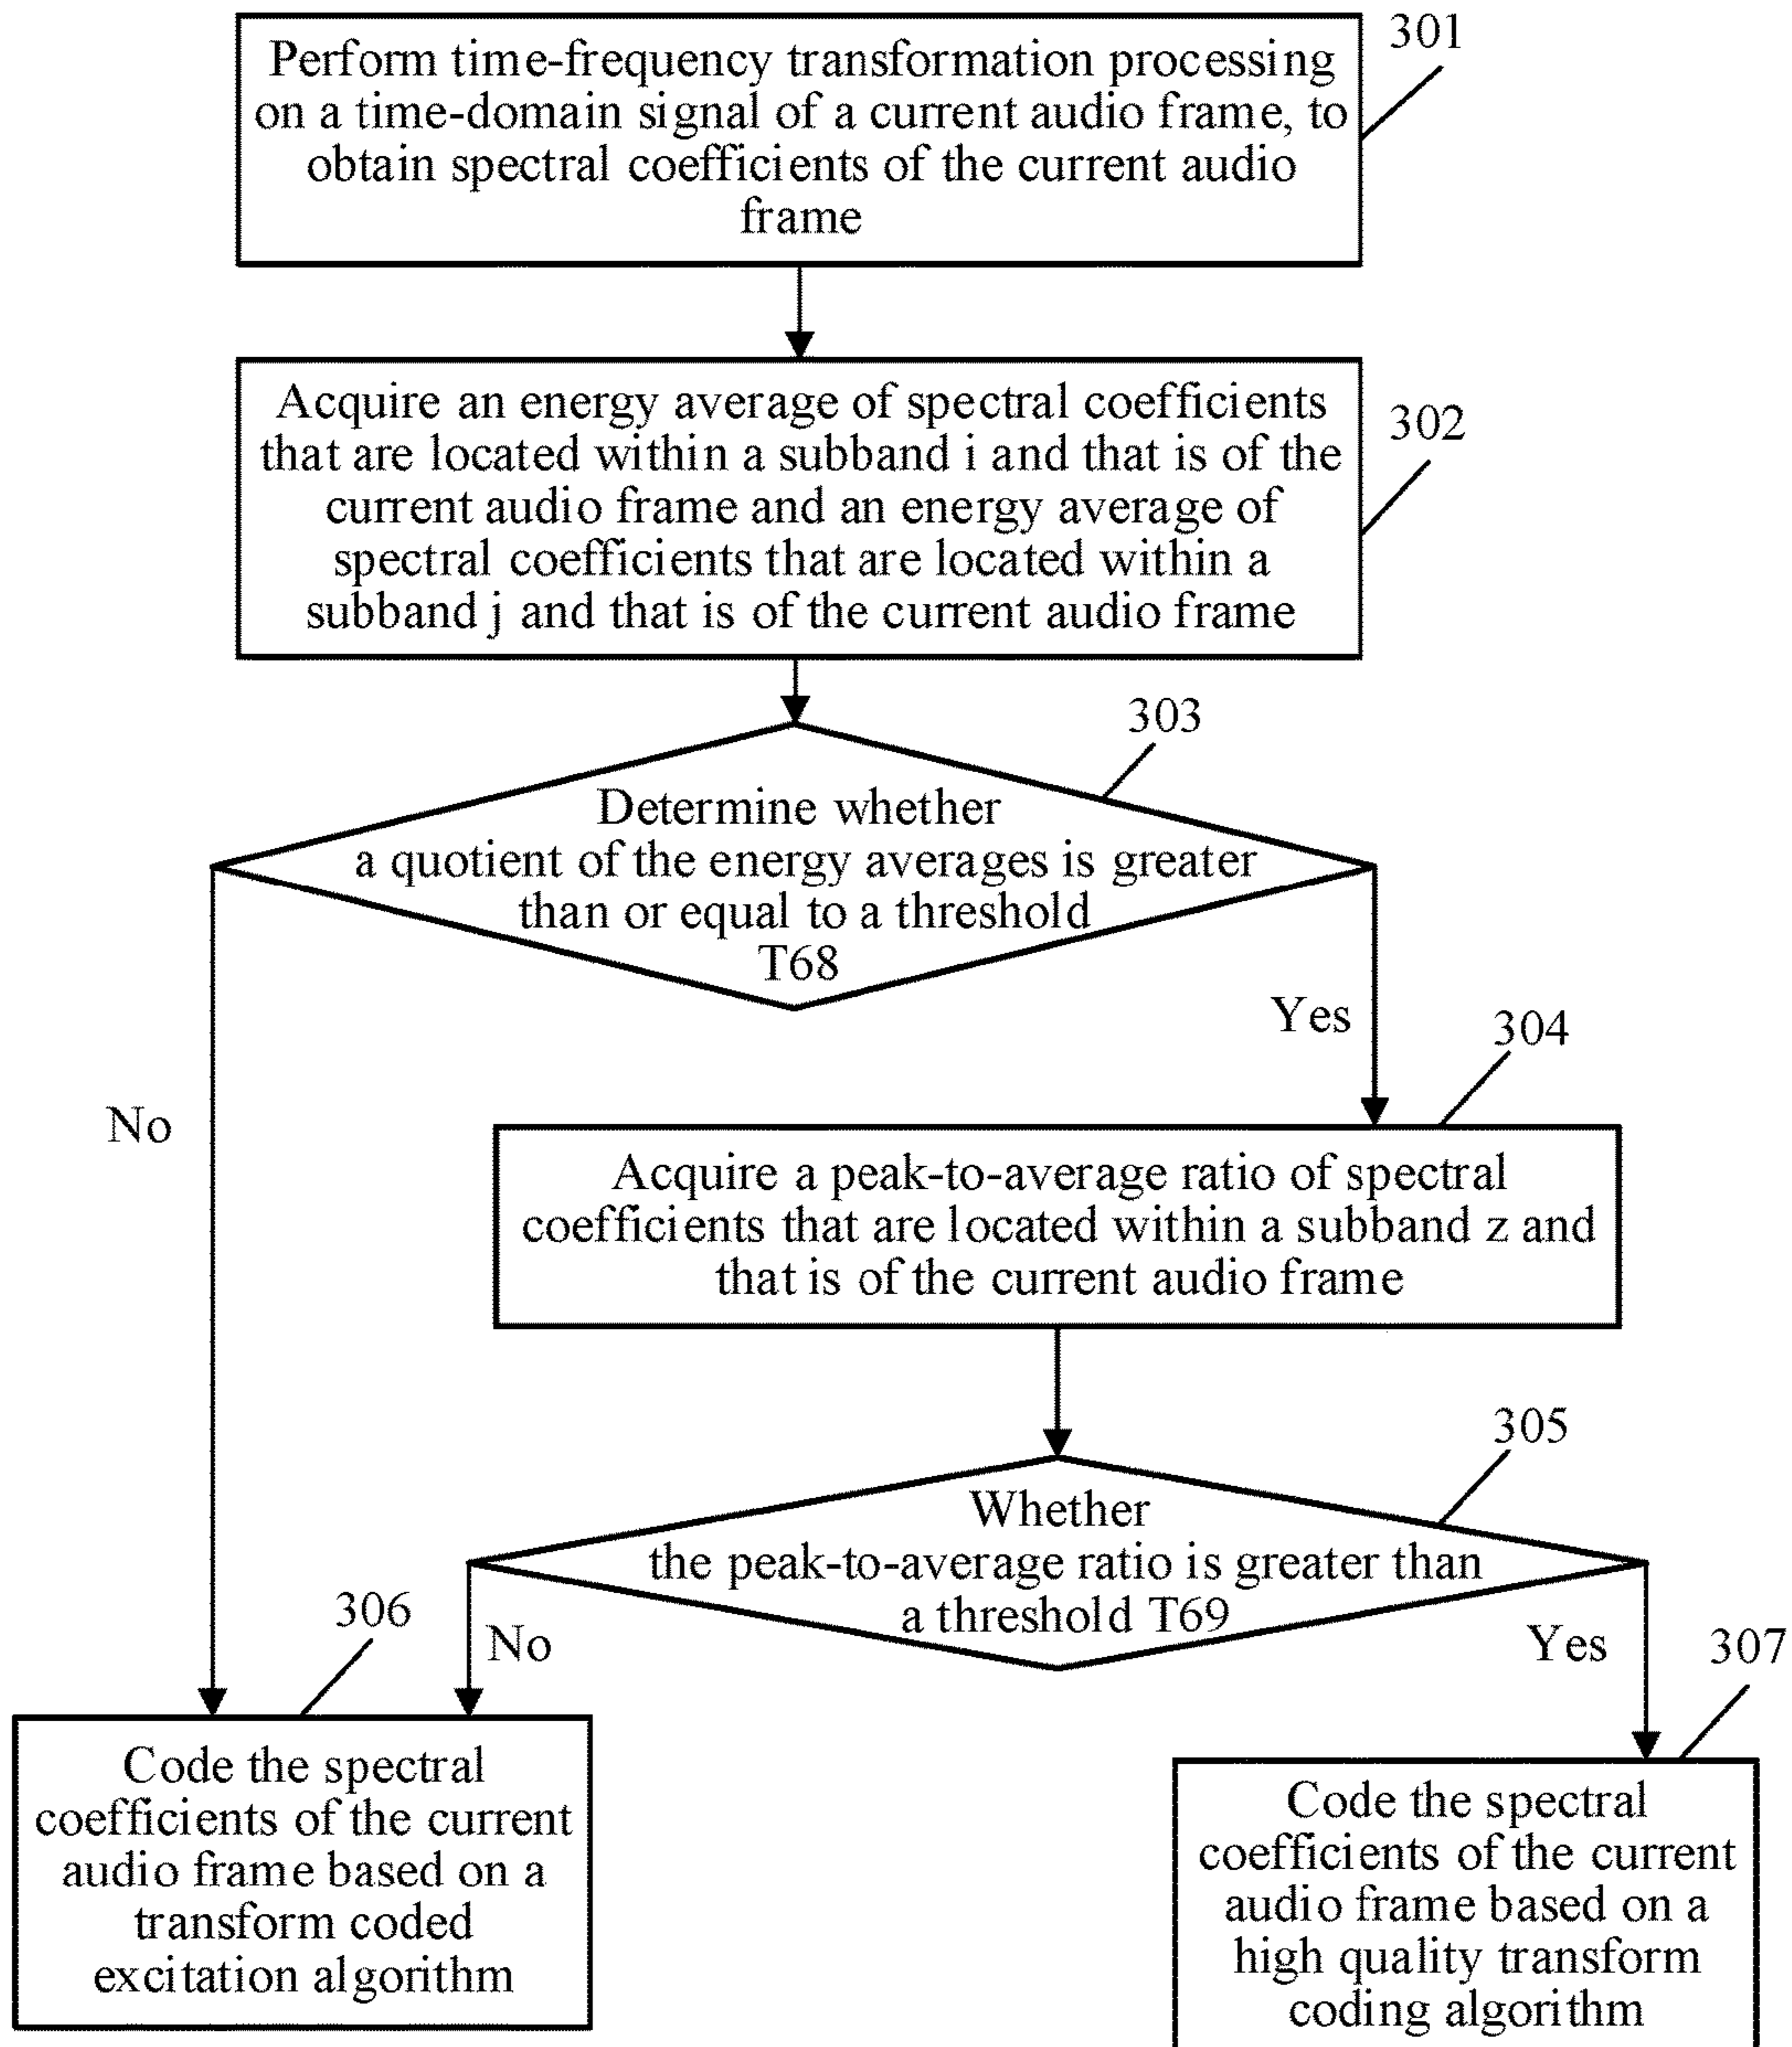 301
Perform time-frequency transformation processing
on a time-domain signal of a current audio frame, to
obtain spectral coefficients of the current audio
frame
302
Acquire an energy average of spectral coefficients
that are located within a subband i and that is of the
current audio frame and an energy average of
spectral coefficients that are located within a
subband j and that is of the current audio frame
303
Determine whether
a quotient of the energy averages is greater
than or equal to a threshold
T68
Yes
No
304
Acquire a peak-to-average ratio of spectral
coefficients that are located within a subband z and
that is of the current audio frame
305
Whether
the peak-to-average ratio is greater than
a threshold T69
No
Yes
306
Code the spectral
coefficients of the current
audio frame based on a
transform coded
excitation algorithm
307
Code the spectral
coefficients of the current
audio frame based on a
high quality transform
coding algorithm